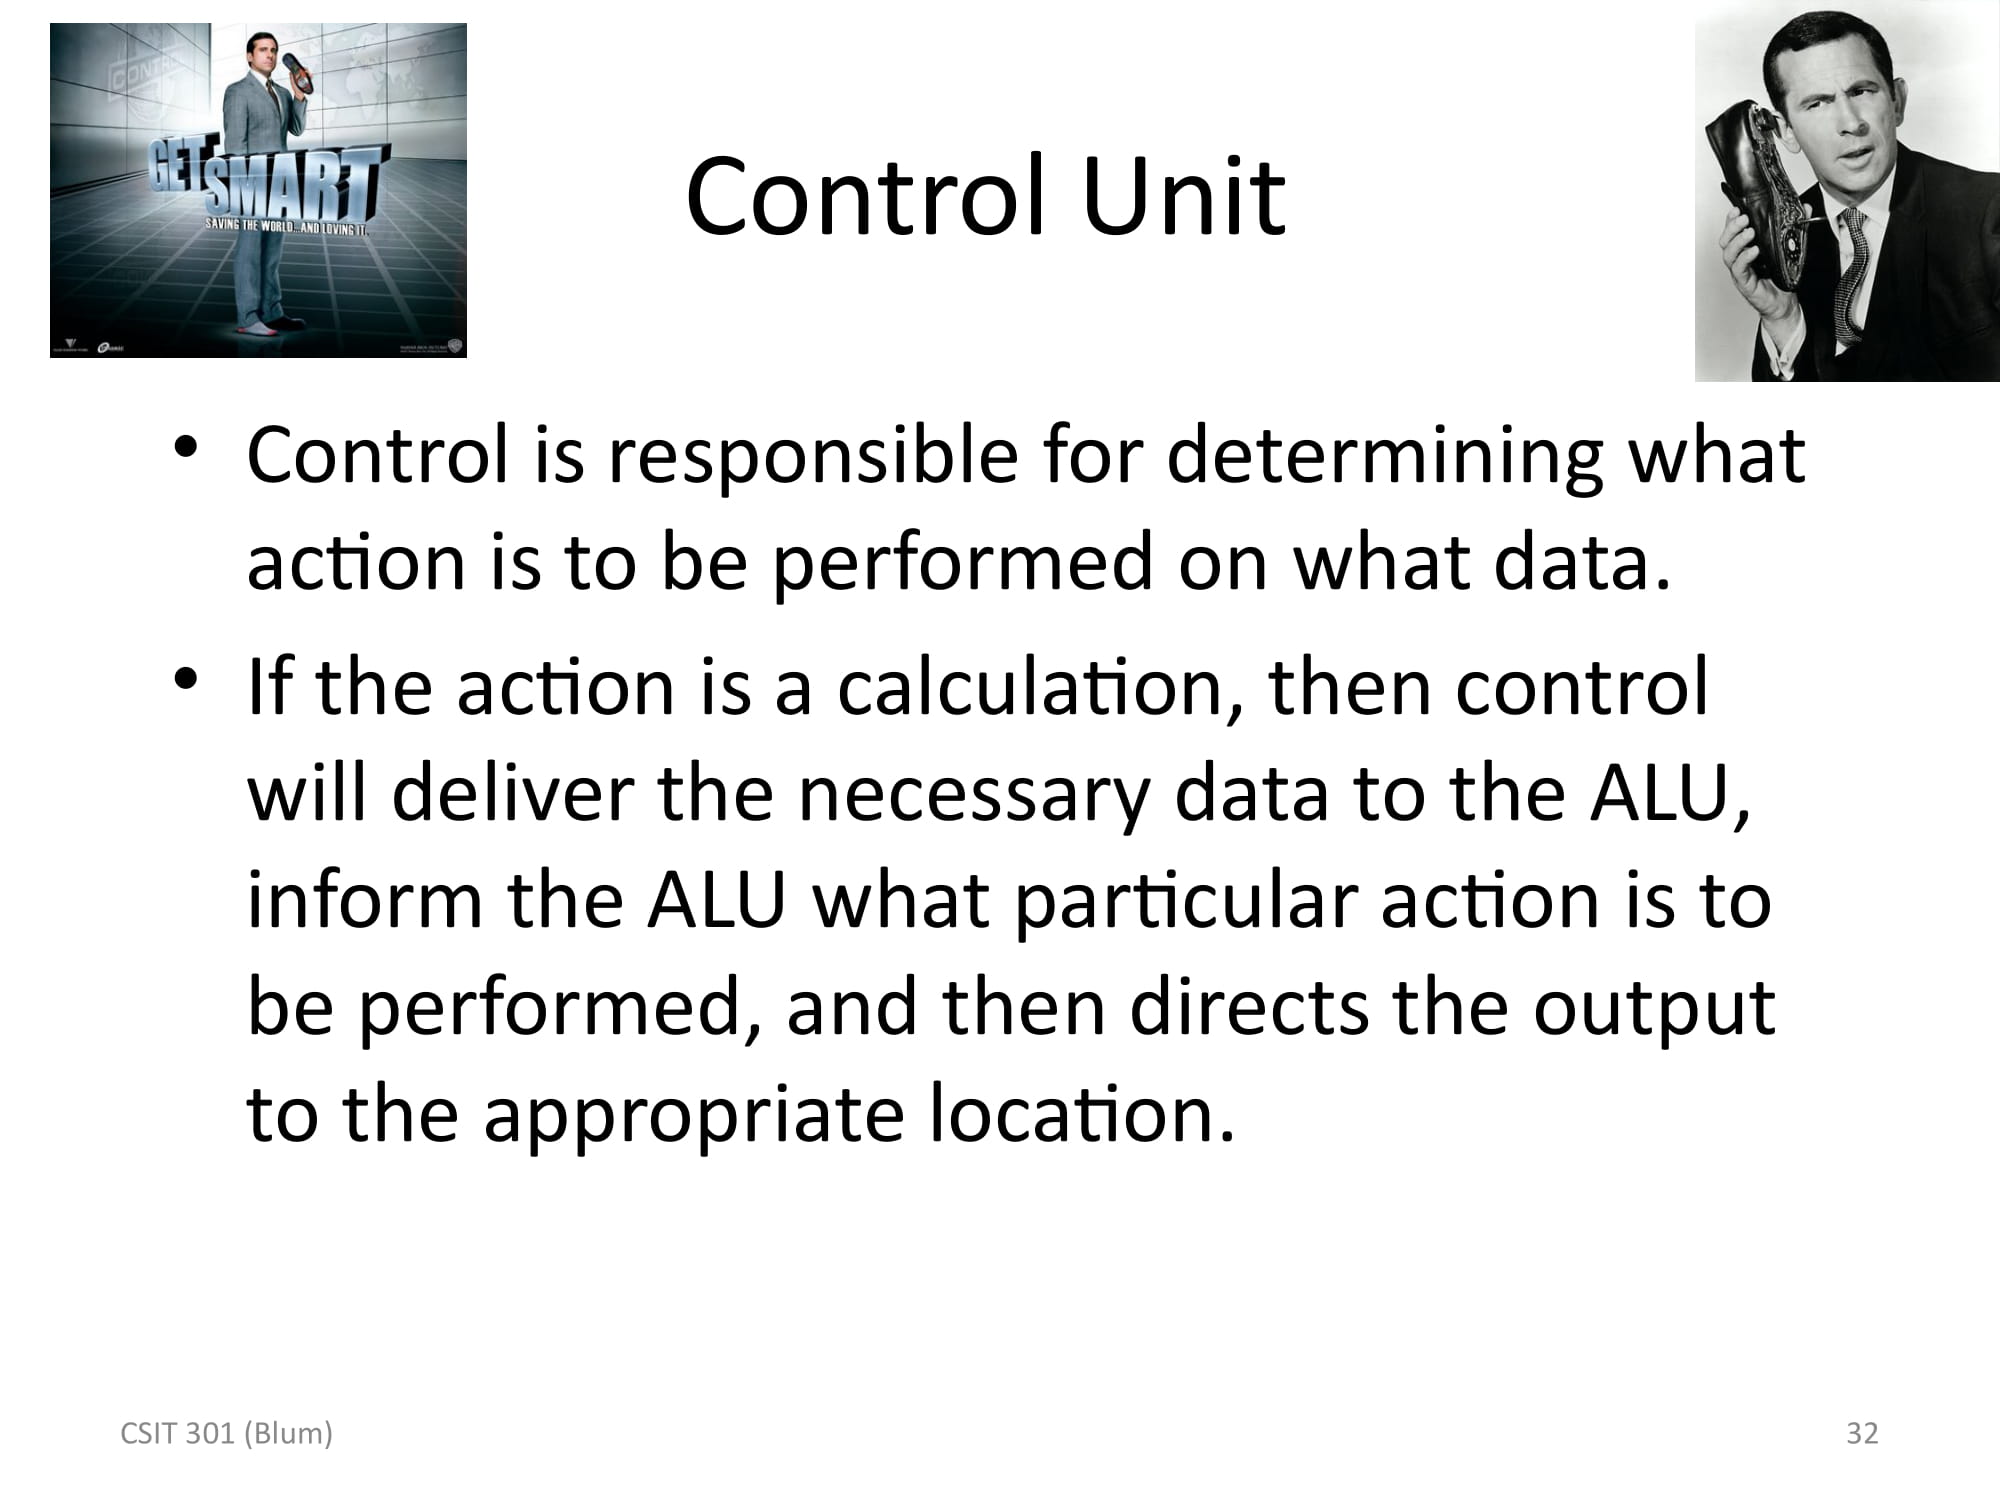 CONTROL
GET SMART
SAVING THE WORLD...AND LOVING IT.
Control Unit
• Control is responsible for determining what
action is to be performed on what data.
• If the action is a calculation, then control
will deliver the necessary data to the ALU,
inform the ALU what particular action is to
be performed, and then directs the output
to the appropriate location.
CSIT 301 (Blum)
32